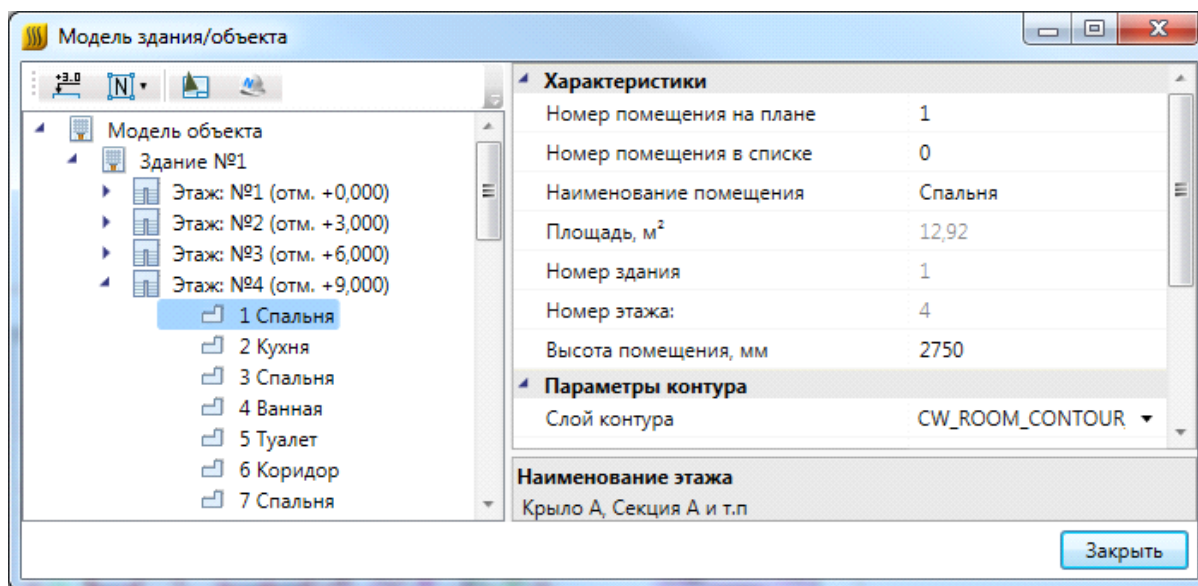 Модель здания/объекта
+3.0
N
Модель объекта
Здание №1
Этаж: №1 (отм. +0,000)
Этаж: №2 (отм. +3,000)
Этаж: №3 (отм. +6,000)
Этаж: №4 (отм. +9,000)
1 Спальня
2 Кухня
3 Спальня
4 Ванная
5 Туалет
6 Коридор
7 Спальня
Характеристики
Номер помещения на плане 1
Номер помещения в списке 0
Наименование помещения Спальня
Площадь, м² 12,92
Номер здания 1
Номер этажа: 4
Высота помещения, мм 2750
Параметры контура
Слой контура CW_ROOM_CONTOUR
Наименование этажа
Крыло А, Секция А и т.п
Закрыть